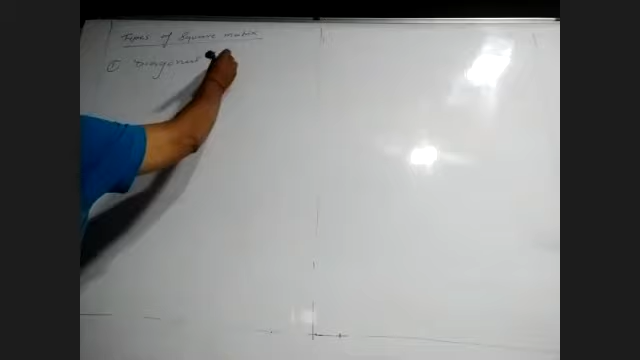 Types of Square matrix
① Diagonal